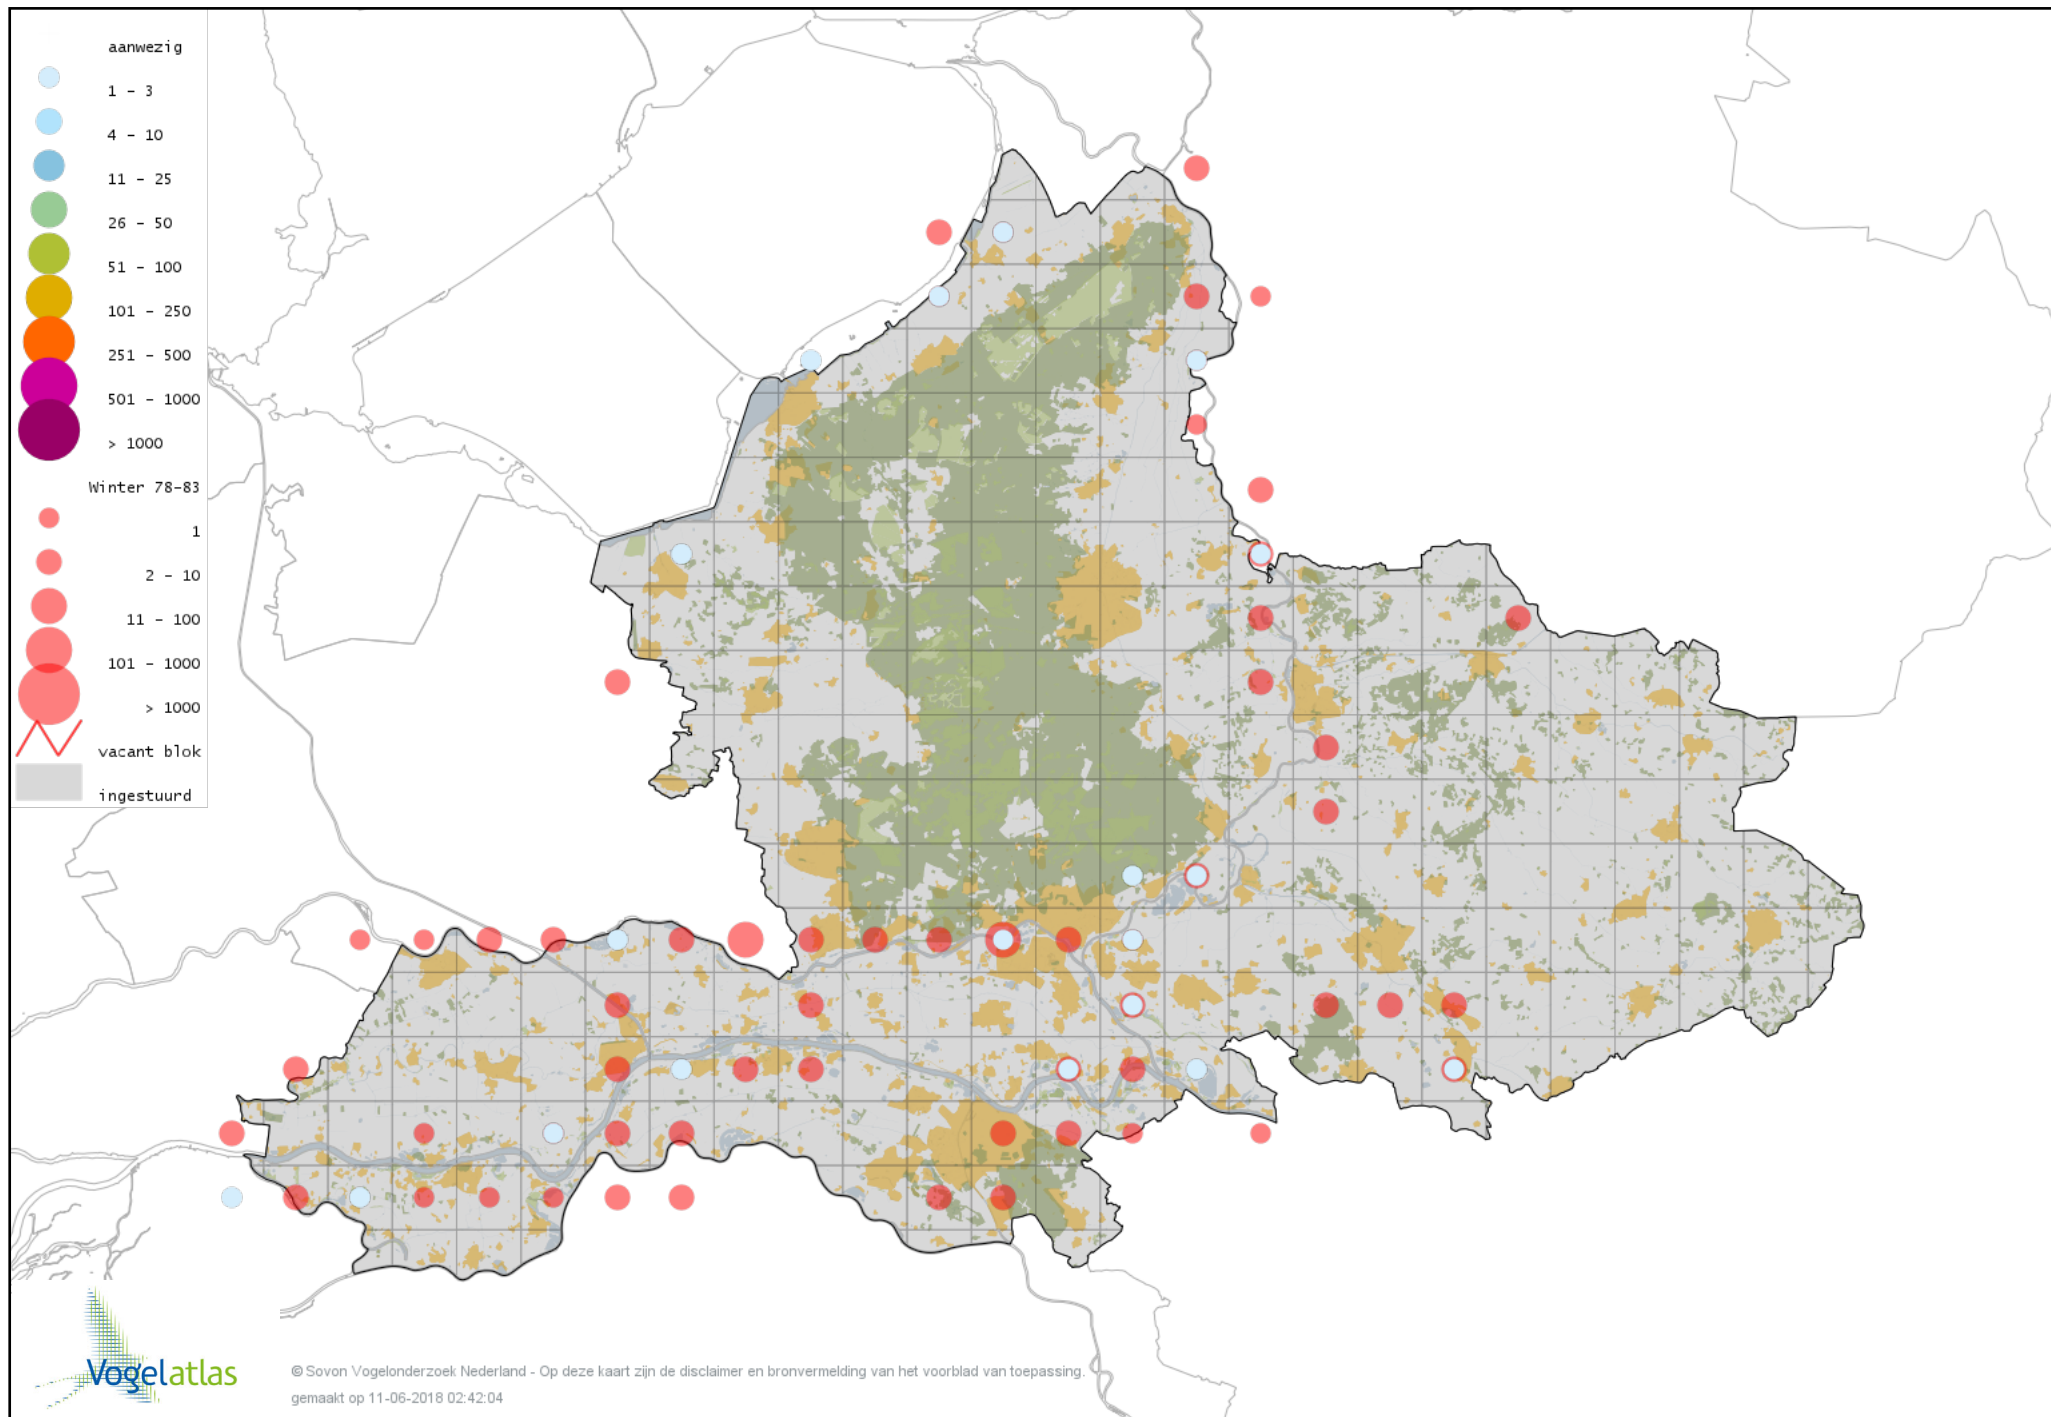 aanwezig
1 - 3
4 - 10
11 - 25
26 - 50
51 - 100
101 - 250
251 - 500
501 - 1000
> 1000
Winter 78-83
1
2 - 10
11 - 100
101 - 1000
> 1000
vacant blok
ingestuurd
Vogelatlas
© Sovon Vogelonderzoek Nederland - Op deze kaart zijn de disclaimer en bronvermelding van het voorblad van toepassing.
gemaakt op 11-06-2018 02:42:04